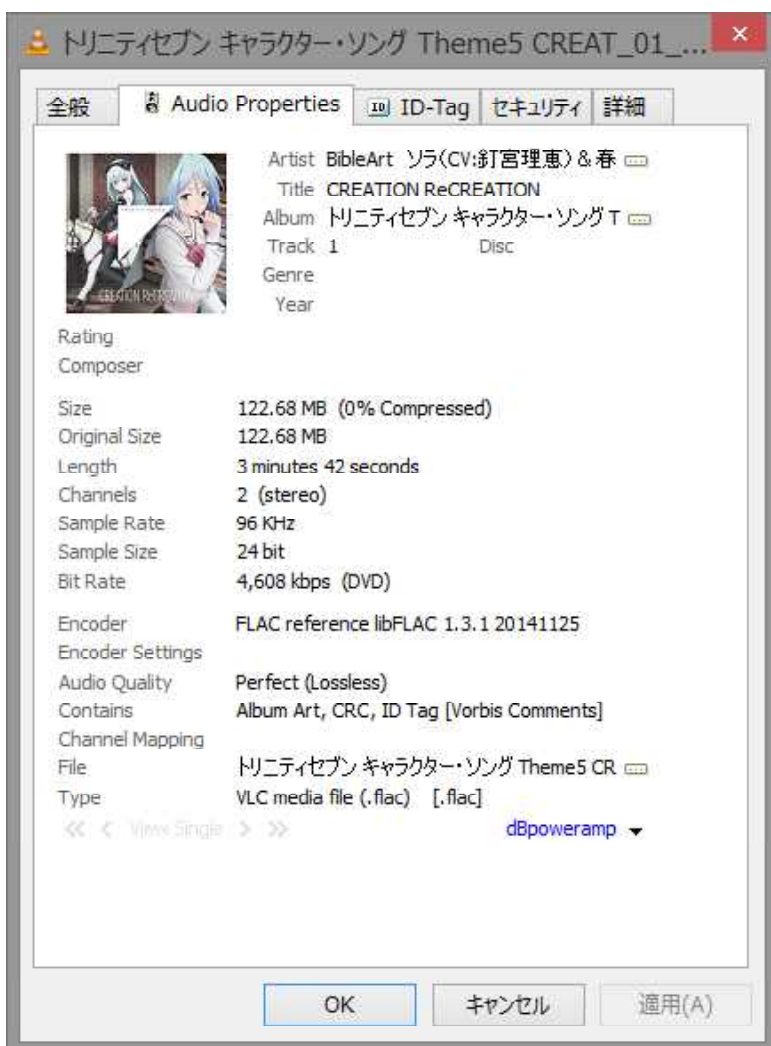 トリニティセブン キャラクター・ソング Theme5 CREAT_01_...
全般 Audio Properties ID-Tag セキュリティ 詳細
Artist BibleArt ソラ(CV:釘宮理恵)&春
Title CREATION ReCREATION
Album トリニティセブン キャラクター・ソング T
Track 1 Disc
Genre
Year
CREATION ReCREATION
Rating
Composer
Size 122.68 MB (0% Compressed)
Original Size 122.68 MB
Length 3 minutes 42 seconds
Channels 2 (stereo)
Sample Rate 96 KHz
Sample Size 24 bit
Bit Rate 4,608 kbps (DVD)
Encoder FLAC reference libFLAC 1.3.1 20141125
Encoder Settings
Audio Quality Perfect (Lossless)
Contains Album Art, CRC, ID Tag [Vorbis Comments]
Channel Mapping
File トリニティセブン キャラクター・ソング Theme5 CR
Type VLC media file (.flac) [.flac]
<< < View Single > >> dBpoweramp
OK キャンセル 適用(A)